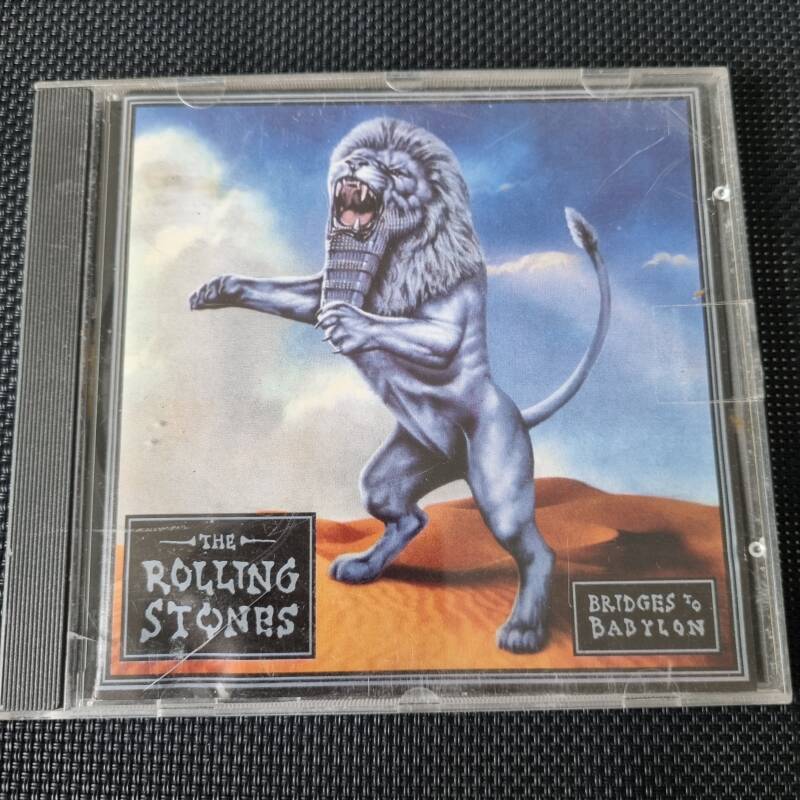 THE
ROLLING
STONES
BRIDGES TO
BABYLON